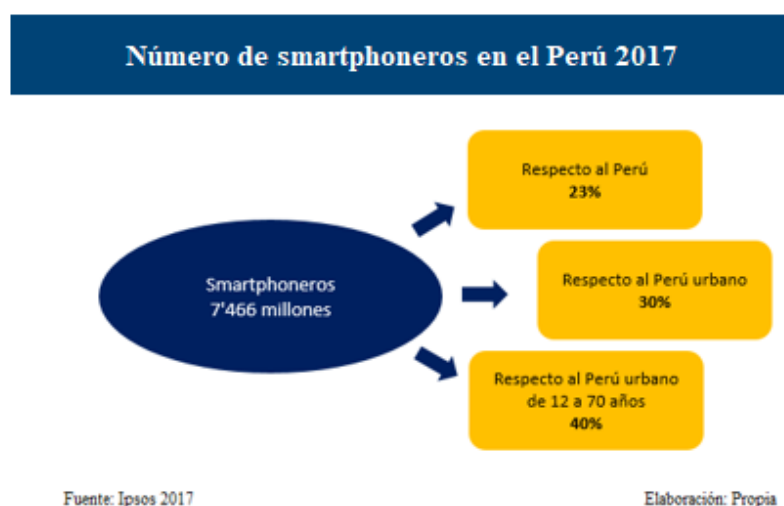 Número de smartphoneros en el Perú 2017
Respecto al Perú
23%
Smartphoneros
7'466 millones
Respecto al Perú urbano
30%
Respecto al Perú urbano
de 12 a 70 años
40%
Fuente: Ipsos 2017
Elaboración: Propia